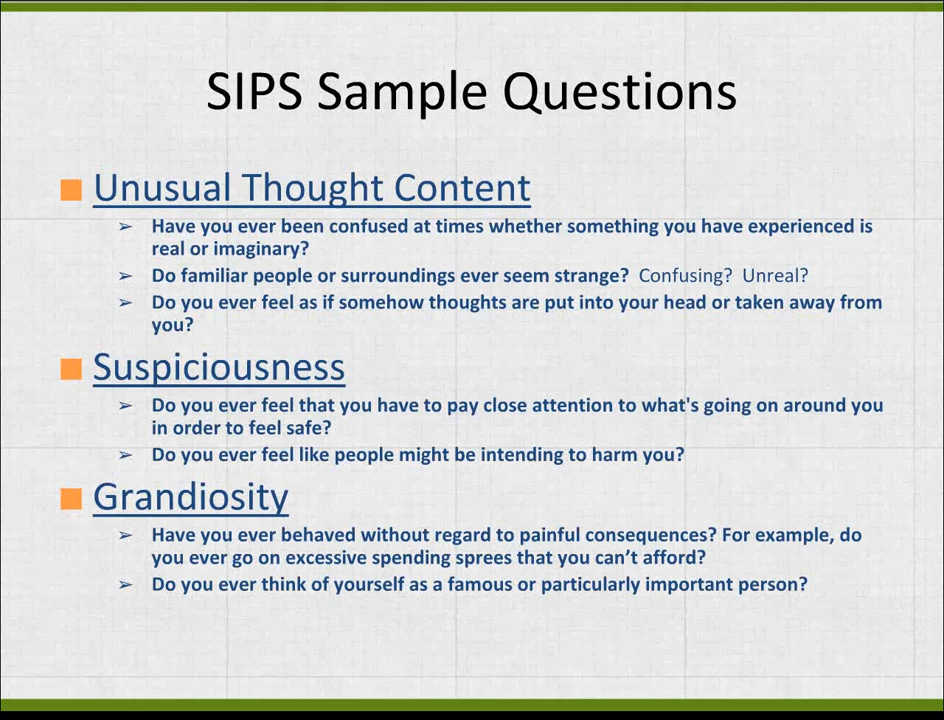 SIPS Sample Questions
Unusual Thought Content
➢ Have you ever been confused at times whether something you have experienced is
real or imaginary?
➢ Do familiar people or surroundings ever seem strange? Confusing? Unreal?
➢ Do you ever feel as if somehow thoughts are put into your head or taken away from
you?
Suspiciousness
➢ Do you ever feel that you have to pay close attention to what's going on around you
in order to feel safe?
➢ Do you ever feel like people might be intending to harm you?
Grandiosity
➢ Have you ever behaved without regard to painful consequences? For example, do
you ever go on excessive spending sprees that you can’t afford?
➢ Do you ever think of yourself as a famous or particularly important person?